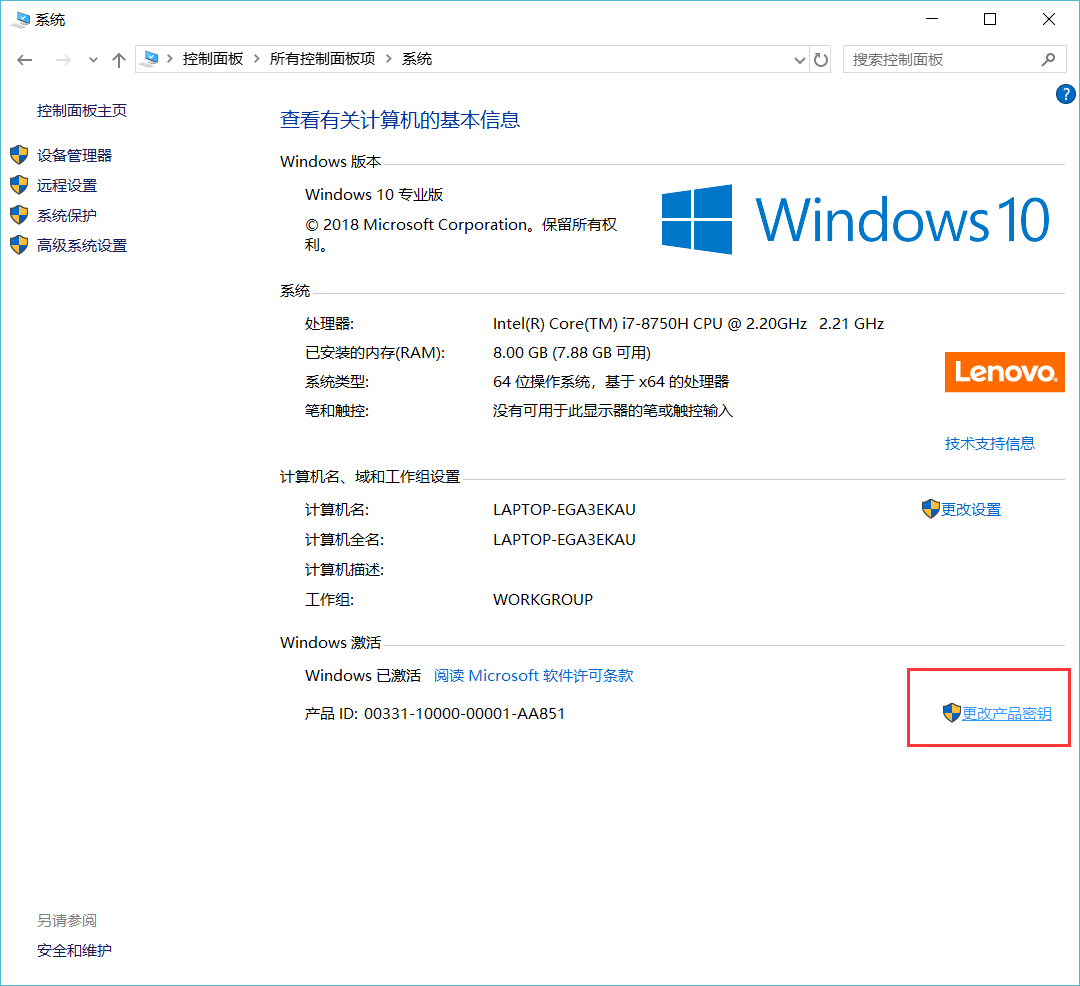 系统
控制面板 所有控制面板项 系统
搜索控制面板
?
控制面板主页
设备管理器
远程设置
系统保护
高级系统设置
查看有关计算机的基本信息
Windows 版本
Windows 10 专业版
© 2018 Microsoft Corporation。保留所有权
利。
Windows 10
系统
处理器: Intel(R) Core(TM) i7-8750H CPU @ 2.20GHz 2.21 GHz
已安装的内存(RAM): 8.00 GB (7.88 GB 可用)
系统类型: 64 位操作系统，基于 x64 的处理器
笔和触控: 没有可用于此显示器的笔或触控输入
Lenovo.
技术支持信息
计算机名、域和工作组设置
计算机名: LAPTOP-EGA3EKAU
更改设置
计算机全名: LAPTOP-EGA3EKAU
计算机描述:
工作组: WORKGROUP
Windows 激活
Windows 已激活 阅读 Microsoft 软件许可条款
产品 ID: 00331-10000-00001-AA851
更改产品密钥
另请参阅
安全和维护